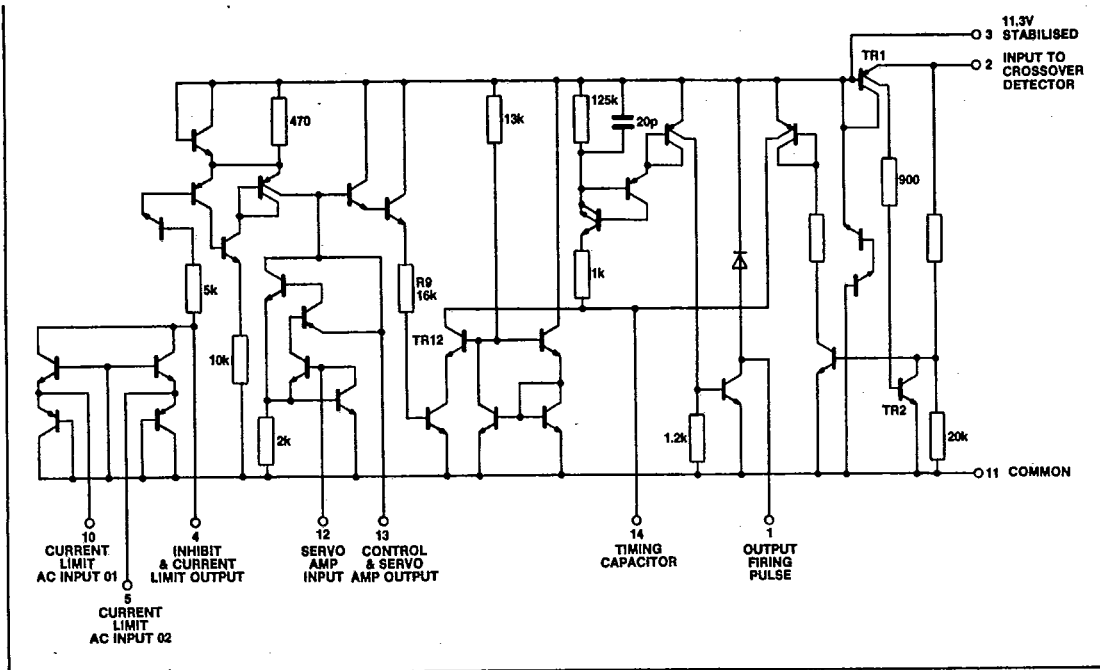 11,3V
3 STABILISED
TR1
2 INPUT TO
CROSSOVER
DETECTOR
470
13k
125k
20p
900
5k
R9
16k
1k
TR12
10k
2k
1.2k
TR2
20k
11 COMMON
10
CURRENT
LIMIT
AC INPUT 01
4
INHIBIT
& CURRENT
LIMIT OUTPUT
12
SERVO
AMP
INPUT
13
CONTROL
& SERVO
AMP OUTPUT
14
TIMING
CAPACITOR
1
OUTPUT
FIRING
PULSE
5
CURRENT
LIMIT
AC INPUT 02